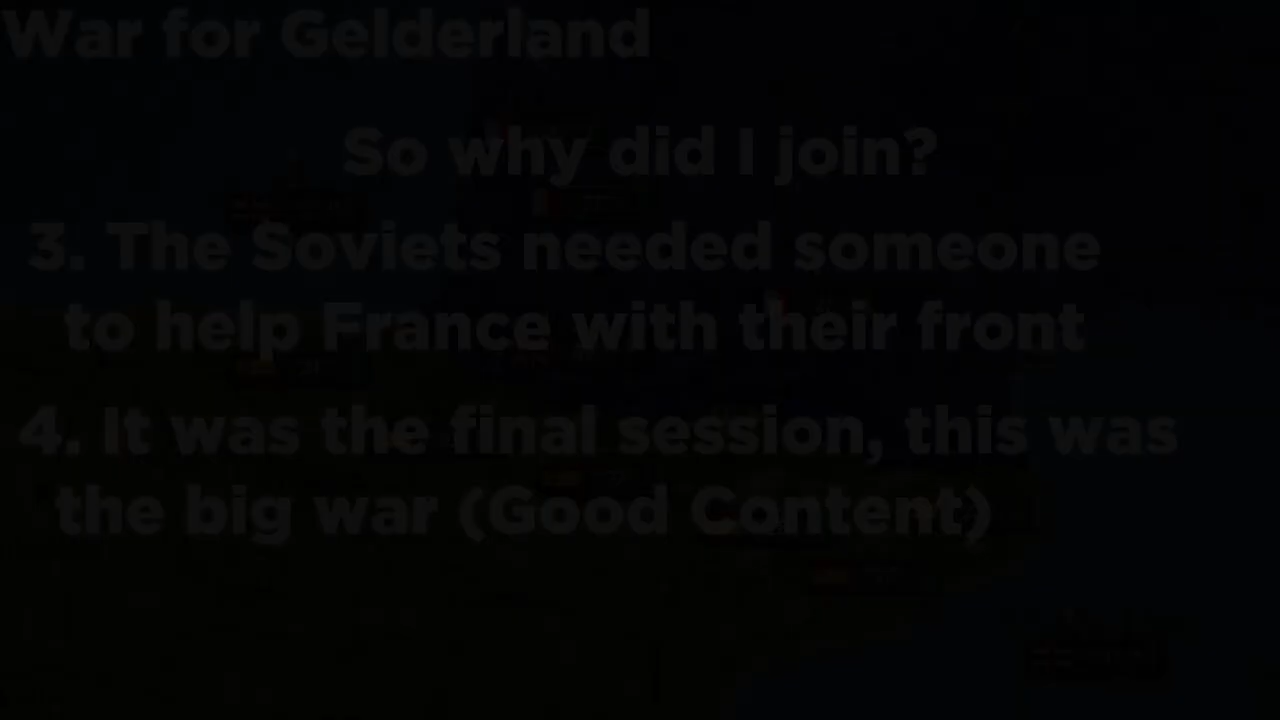 War for Gelderland
So why did I join?
3. The Soviets needed someone
to help France with their front
4. It was the final session, this was
the big war (Good Content)